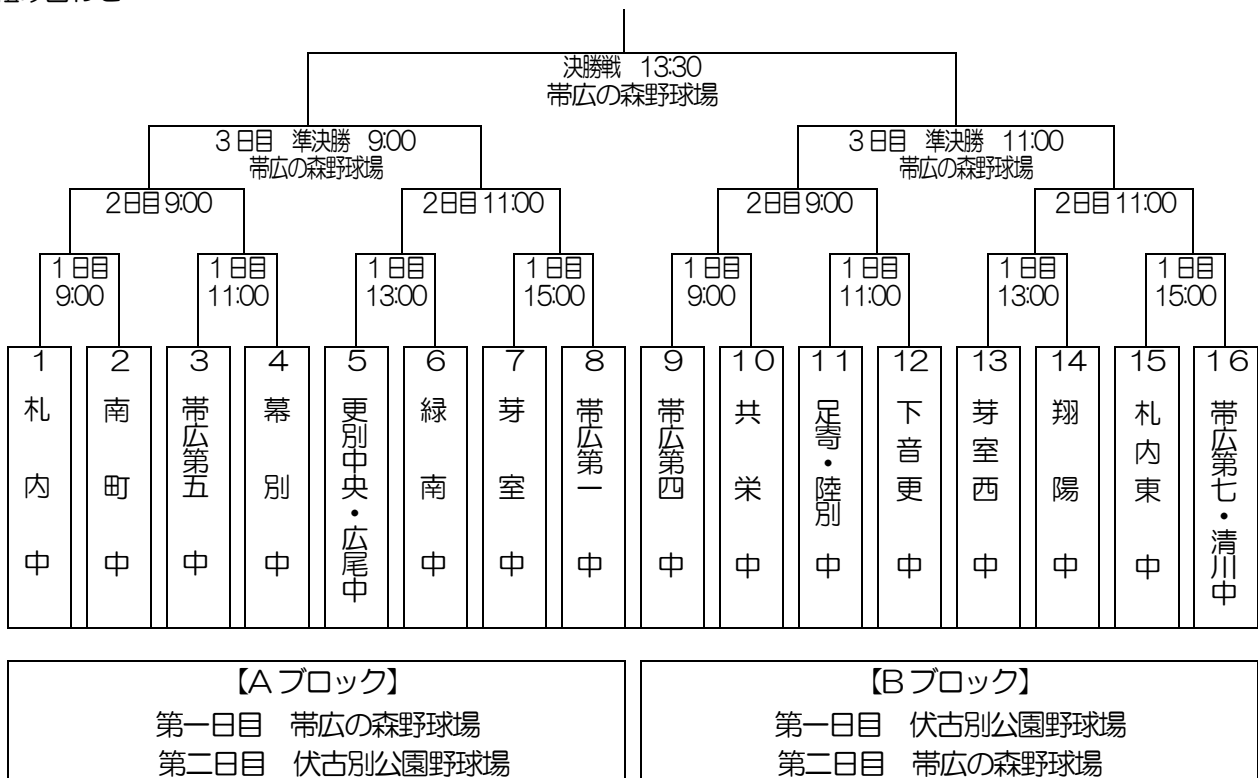 組み合わせ
決勝戦 13:30
帯広の森野球場
3日目 準決勝 9:00
帯広の森野球場
3日目 準決勝 11:00
帯広の森野球場
2日目 9:00
2日目 11:00
2日目 9:00
2日目 11:00
1日目
9:00
1日目
11:00
1日目
13:00
1日目
15:00
1日目
9:00
1日目
11:00
1日目
13:00
1日目
15:00
1
札内中
2
南町中
3
帯広第五中
4
幕別中
5
更別中央・広尾中
6
緑南中
7
芽室中
8
帯広第一中
9
帯広第四中
10
共栄中
11
足寄・陸別中
12
下音更中
13
芽室西中
14
翔陽中
15
札内東中
16
帯広第七・清川中
【Aブロック】
第一日目 帯広の森野球場
第二日目 伏古別公園野球場
【Bブロック】
第一日目 伏古別公園野球場
第二日目 帯広の森野球場